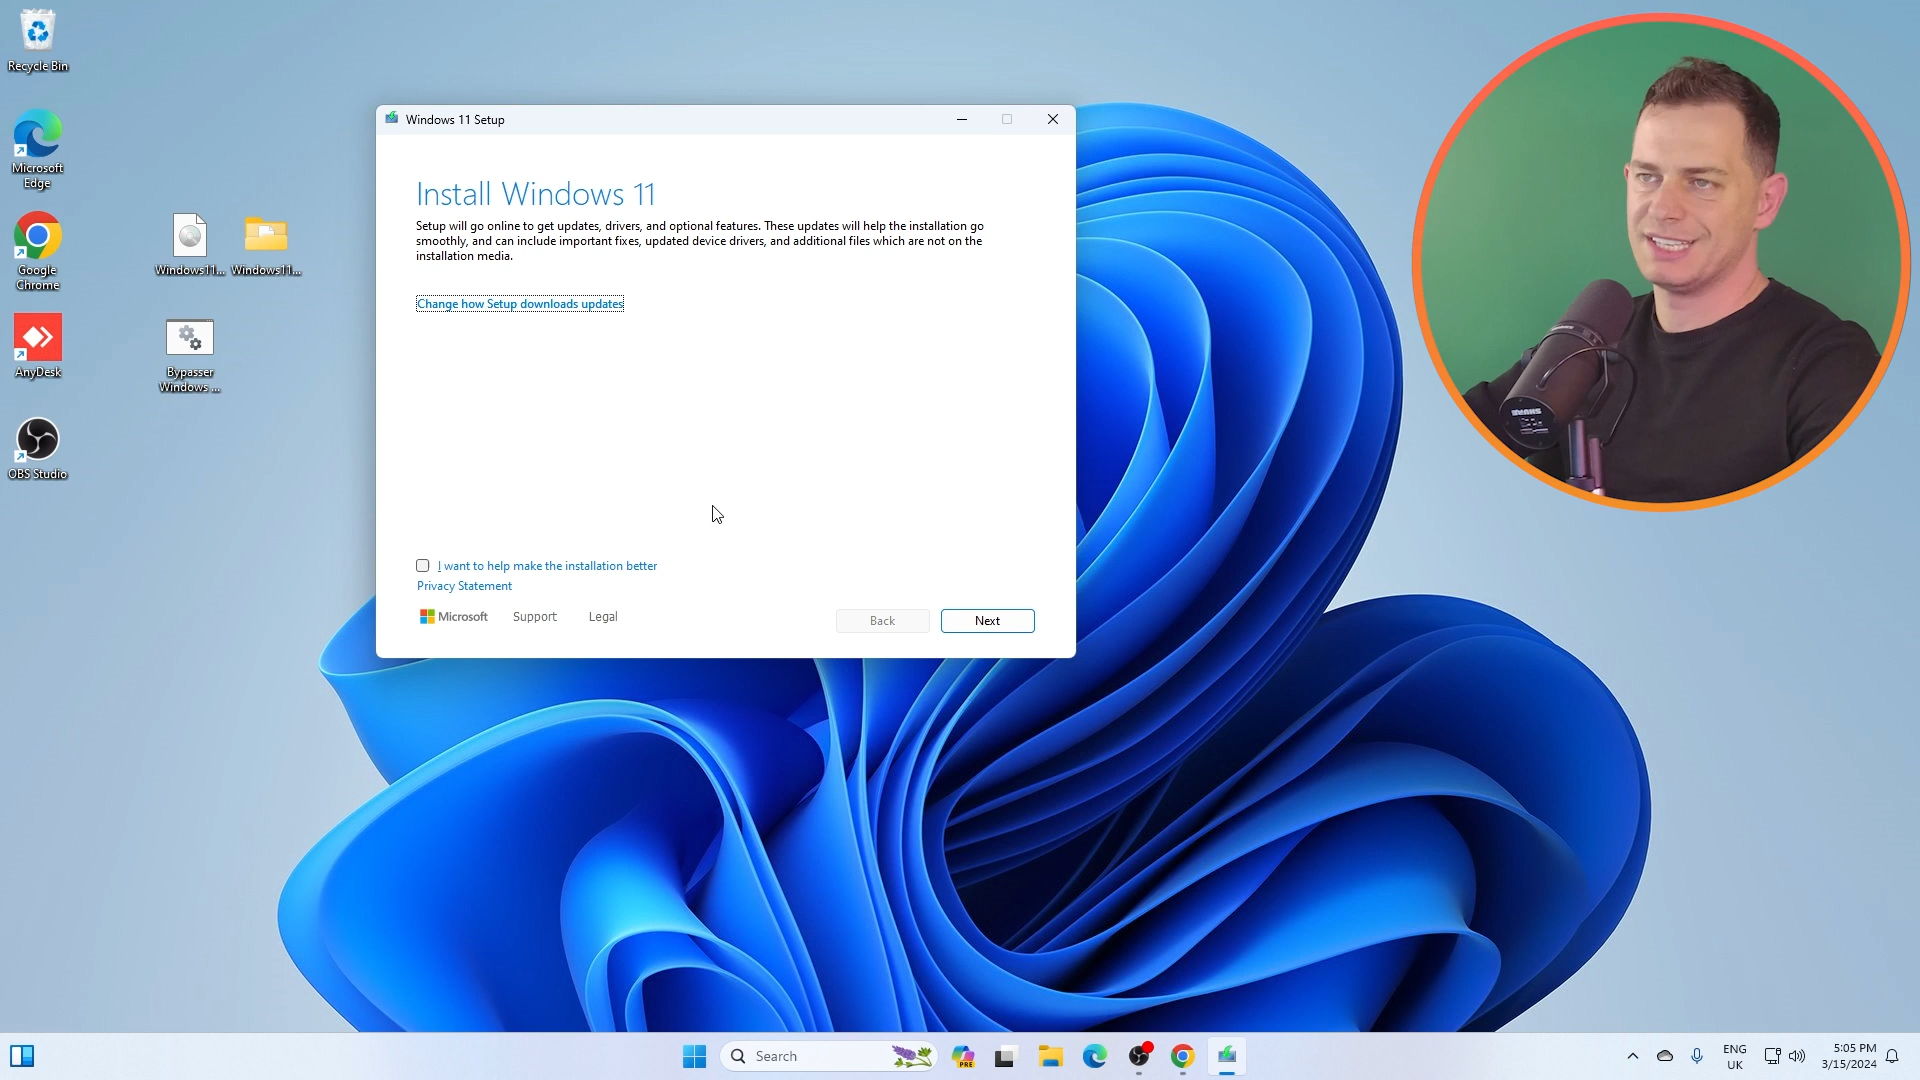 Recycle Bin
Microsoft
Edge
Google
Chrome
AnyDesk
OBS Studio
Windows11...
Windows11...
Bypasser
Windows ...
Windows 11 Setup
Install Windows 11
Setup will go online to get updates, drivers, and optional features. These updates will help the installation go
smoothly, and can include important fixes, updated device drivers, and additional files which are not on the
installation media.
Change how Setup downloads updates
I want to help make the installation better
Privacy Statement
Microsoft
Support
Legal
Back
Next
SHURE
Search
PRE
ENG
UK
5:05 PM
3/15/2024